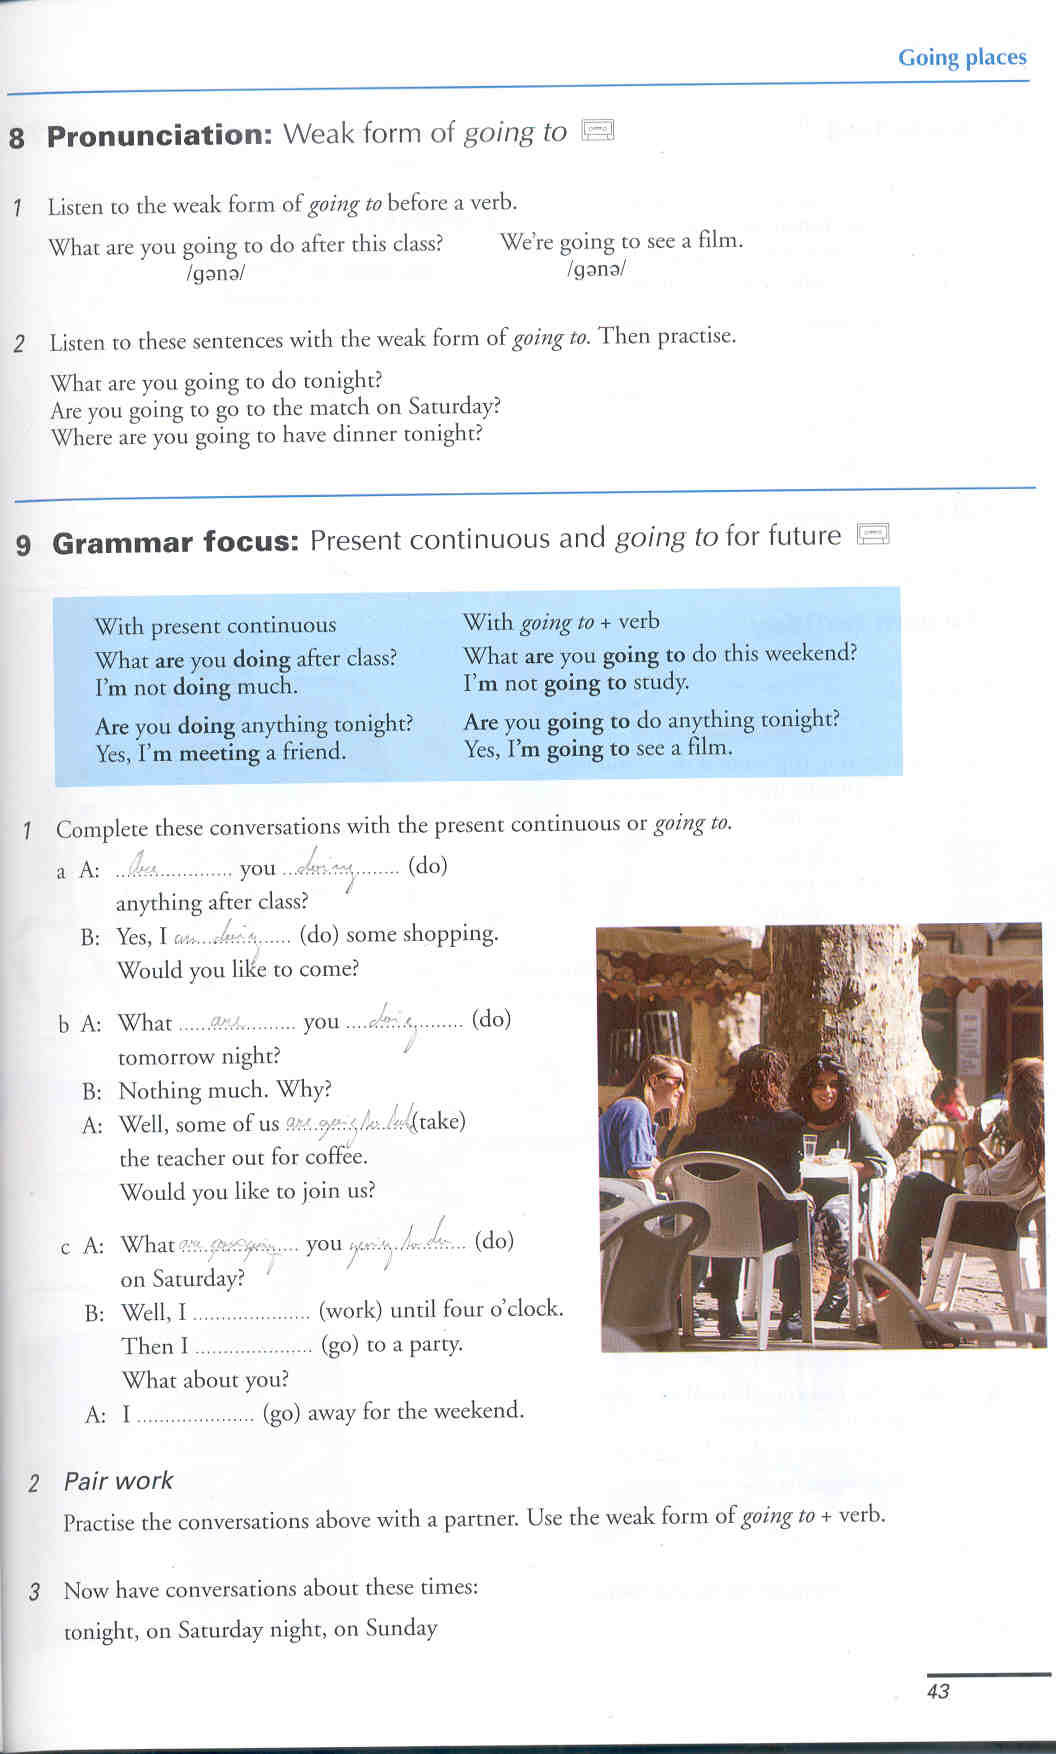 Going places
8 Pronunciation: Weak form of going to
1 Listen to the weak form of going to before a verb.
What are you going to do after this class? We're going to see a film.
/gənə/ /gənə/
2 Listen to these sentences with the weak form of going to. Then practise.
What are you going to do tonight?
Are you going to go to the match on Saturday?
Where are you going to have dinner tonight?
9 Grammar focus: Present continuous and going to for future
With present continuous
What are you doing after class?
I'm not doing much.
Are you doing anything tonight?
Yes, I'm meeting a friend.
With going to + verb
What are you going to do this weekend?
I'm not going to study.
Are you going to do anything tonight?
Yes, I'm going to see a film.
1 Complete these conversations with the present continuous or going to.
a A: ..Are............ you ..doing........ (do)
anything after class?
B: Yes, I am...doing...... (do) some shopping.
Would you like to come?
b A: What .....are.......... you ....doing........ (do)
tomorrow night?
B: Nothing much. Why?
A: Well, some of us are going to (take)
the teacher out for coffee.
Would you like to join us?
c A: What are.... you going to do... (do)
on Saturday?
B: Well, I ..................... (work) until four o'clock.
Then I ..................... (go) to a party.
What about you?
A: I ..................... (go) away for the weekend.
2 Pair work
Practise the conversations above with a partner. Use the weak form of going to + verb.
3 Now have conversations about these times:
tonight, on Saturday night, on Sunday
43